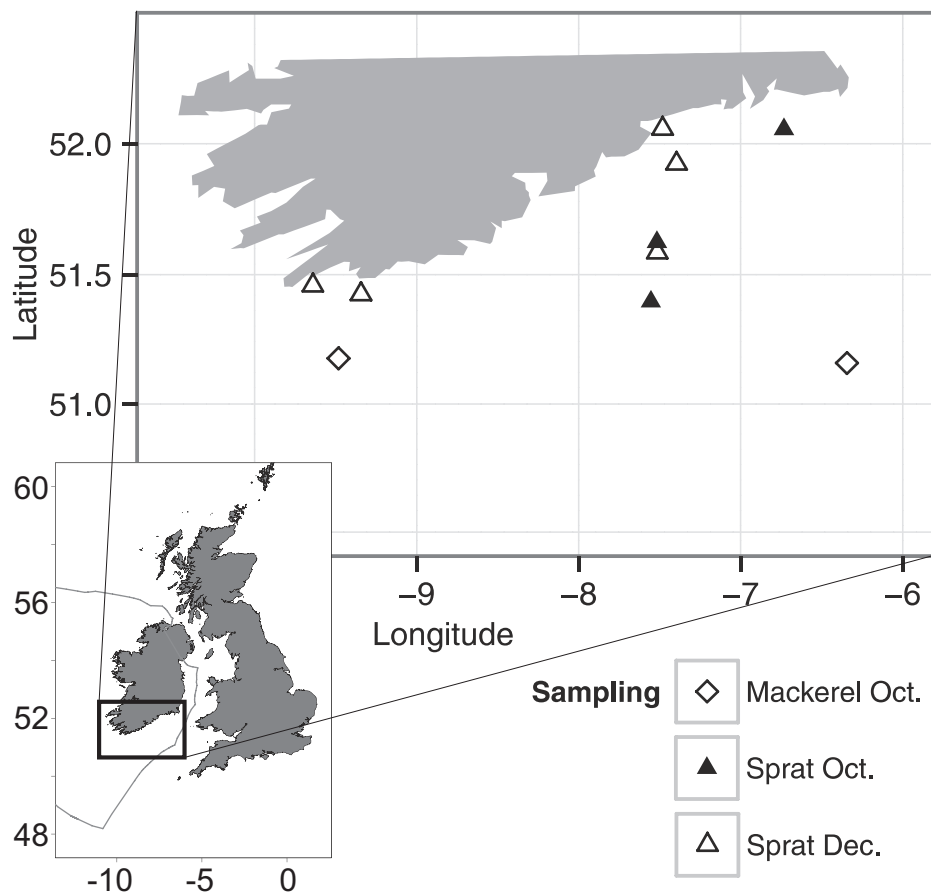 52.0
51.5
51.0
Latitude
−9 −8 −7 −6
Longitude
60
56
52
48
-10 -5 0
Sampling
Mackerel Oct.
Sprat Oct.
Sprat Dec.